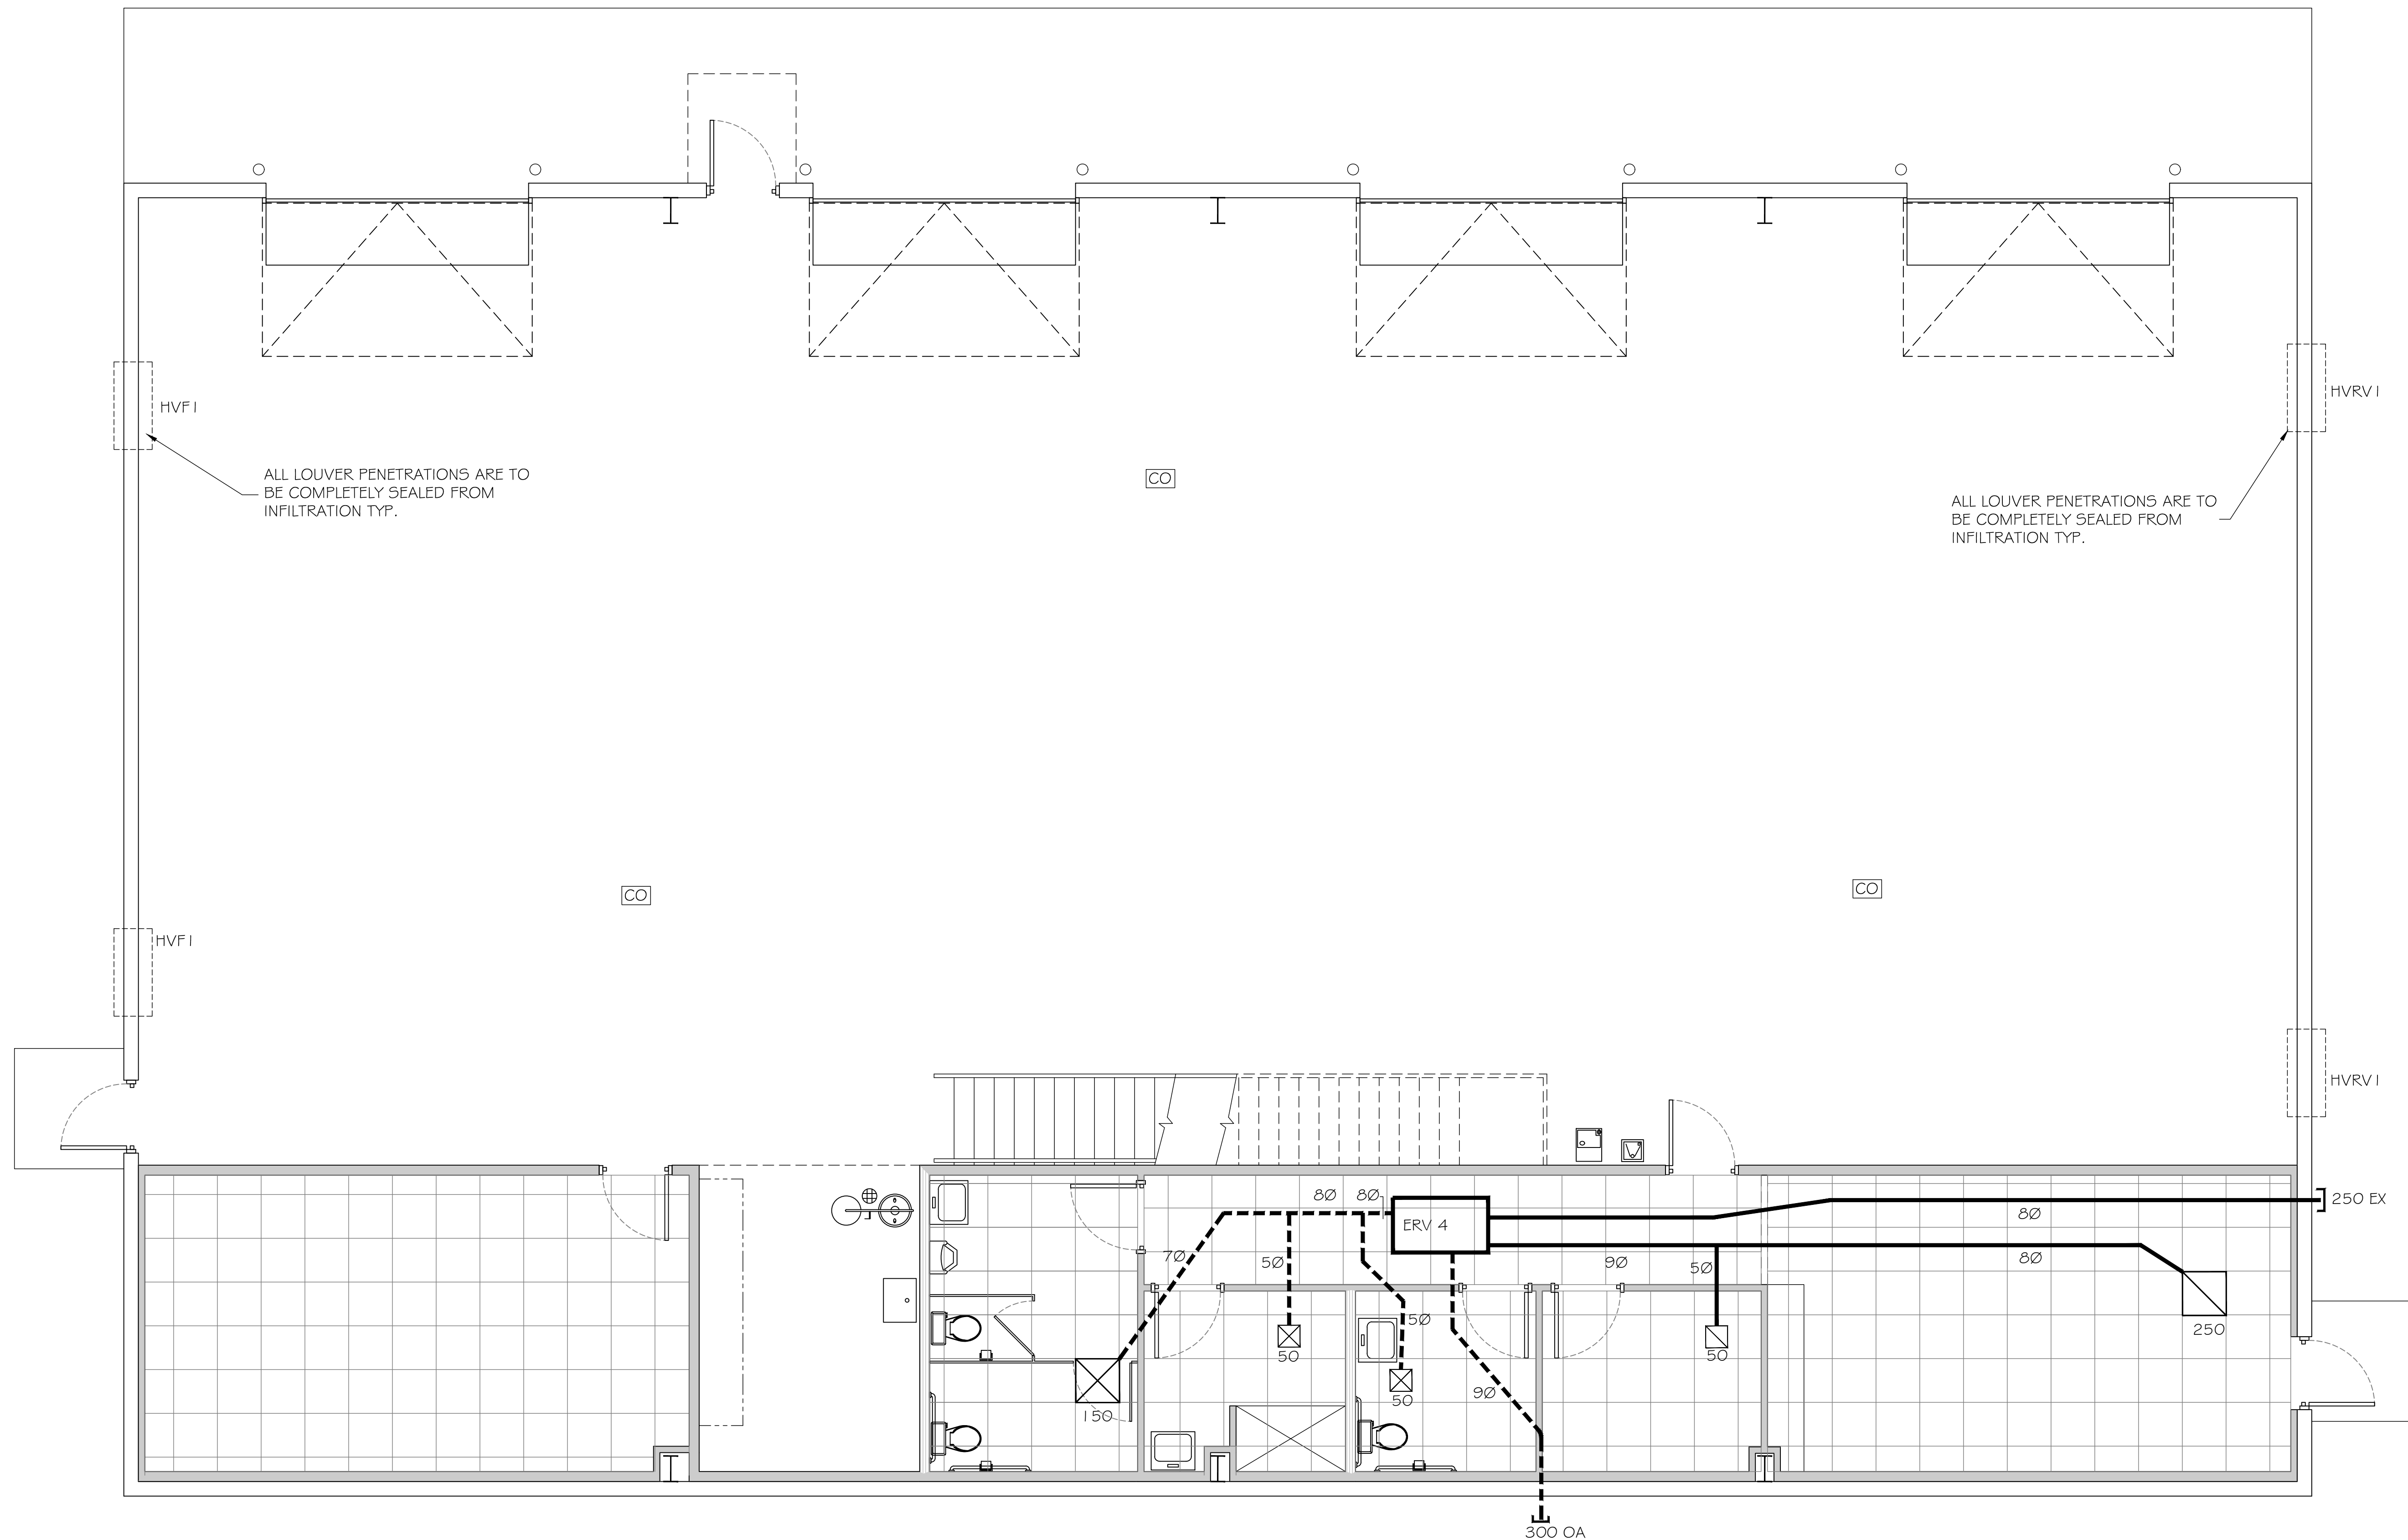 HVF1
HVRV1
ALL LOUVER PENETRATIONS ARE TO
BE COMPLETELY SEALED FROM
INFILTRATION TYP.
CO
ALL LOUVER PENETRATIONS ARE TO
BE COMPLETELY SEALED FROM
INFILTRATION TYP.
CO
CO
HVF1
HVRV1
8Ø
8Ø
ERV 4
250 EX
8Ø
7Ø
5Ø
9Ø
5Ø
8Ø
5Ø
250
50
50
9Ø
50
150
300 OA